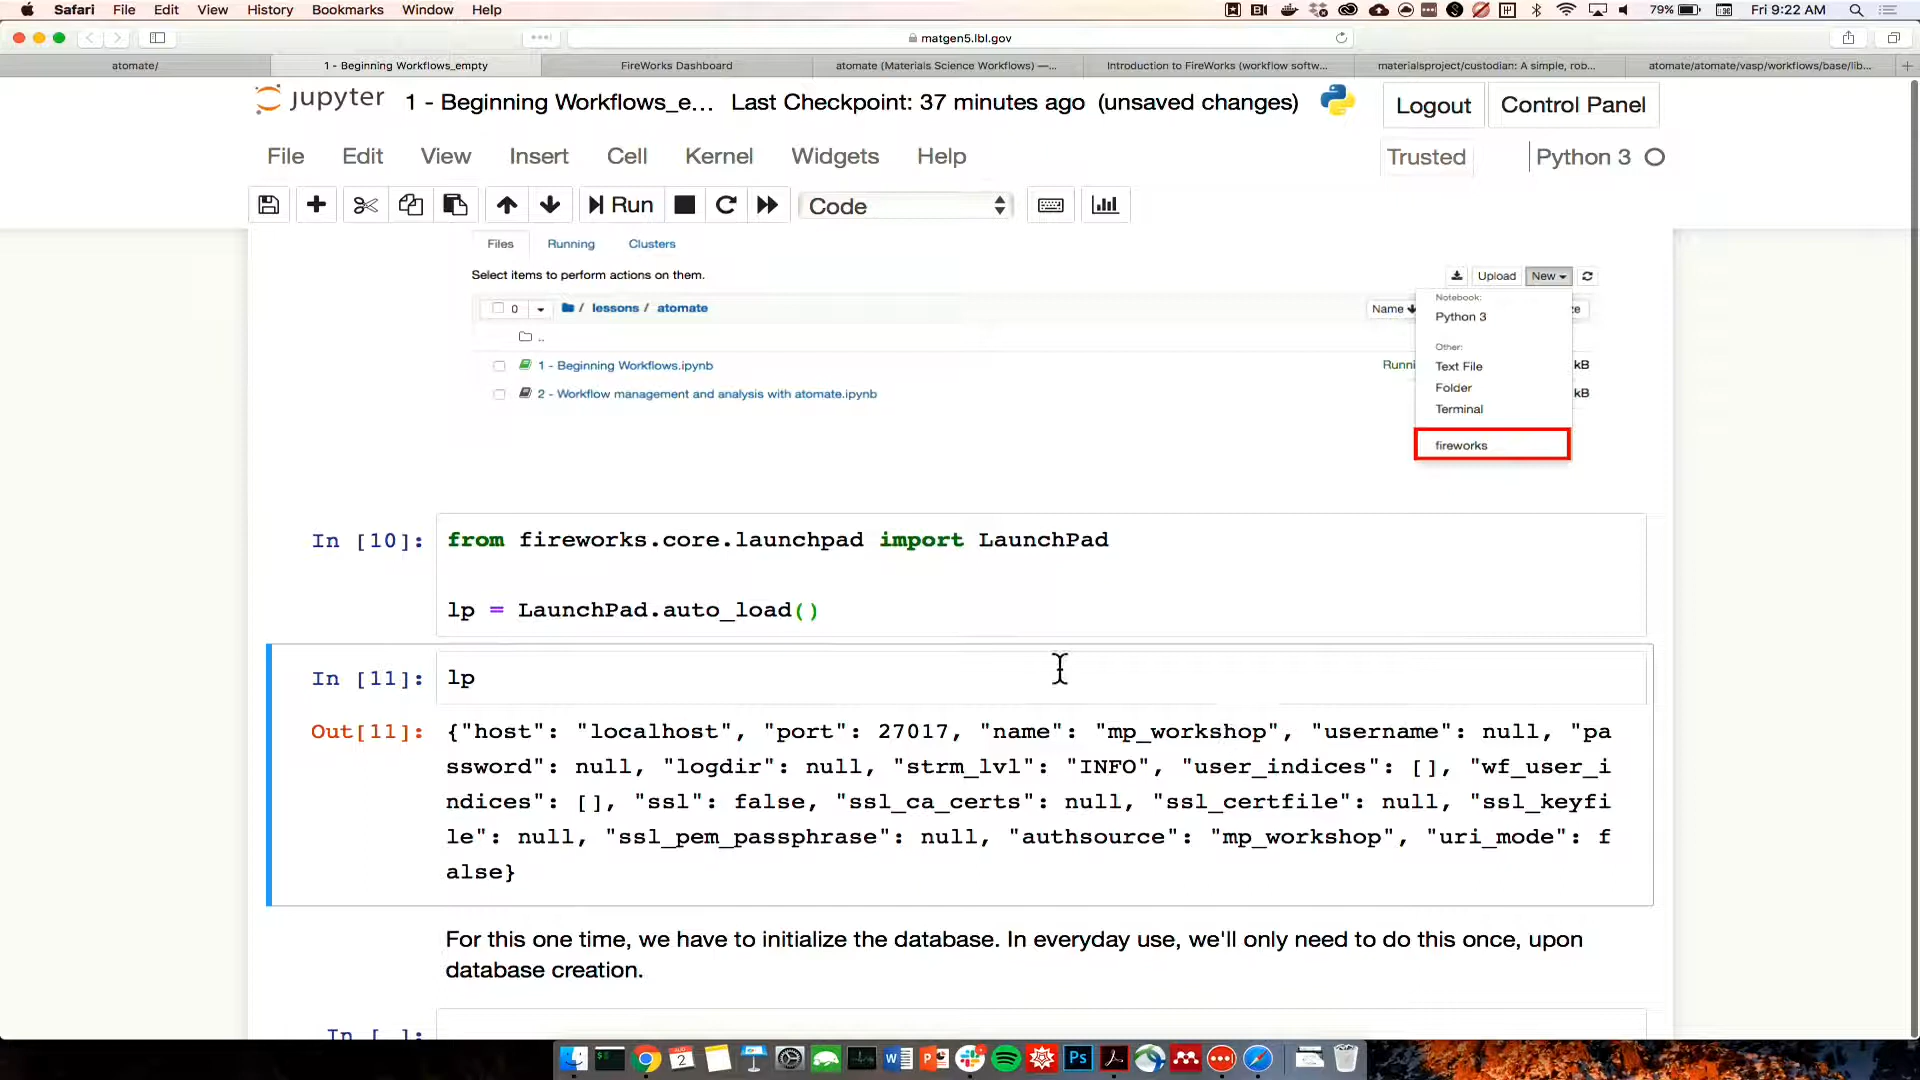 Safari File Edit View History Bookmarks Window Help 79% Fri 9:22 AM
matgen5.lbl.gov
atomate/ 1 - Beginning Workflows_empty FireWorks Dashboard atomate (Materials Science Workflows) —... Introduction to FireWorks (workflow softw... materialsproject/custodian: A simple, rob... atomate/atomate/vasp/workflows/base/lib...
jupyter 1 - Beginning Workflows_e... Last Checkpoint: 37 minutes ago (unsaved changes) Logout Control Panel
File Edit View Insert Cell Kernel Widgets Help Trusted Python 3
Run Code
Files Running Clusters
Select items to perform actions on them. Upload New
0 / lessons / atomate Name
Notebook:
Python 3
..
Other:
1 - Beginning Workflows.ipynb Runni Text File kB
Folder
2 - Workflow management and analysis with atomate.ipynb kB
Terminal
fireworks
In [10]: from fireworks.core.launchpad import LaunchPad
lp = LaunchPad.auto_load()
In [11]: lp
Out[11]: {"host": "localhost", "port": 27017, "name": "mp_workshop", "username": null, "pa
ssword": null, "logdir": null, "strm_lvl": "INFO", "user_indices": [], "wf_user_i
ndices": [], "ssl": false, "ssl_ca_certs": null, "ssl_certfile": null, "ssl_keyfi
le": null, "ssl_pem_passphrase": null, "authsource": "mp_workshop", "uri_mode": f
alse}
For this one time, we have to initialize the database. In everyday use, we'll only need to do this once, upon
database creation.
In [ ]: